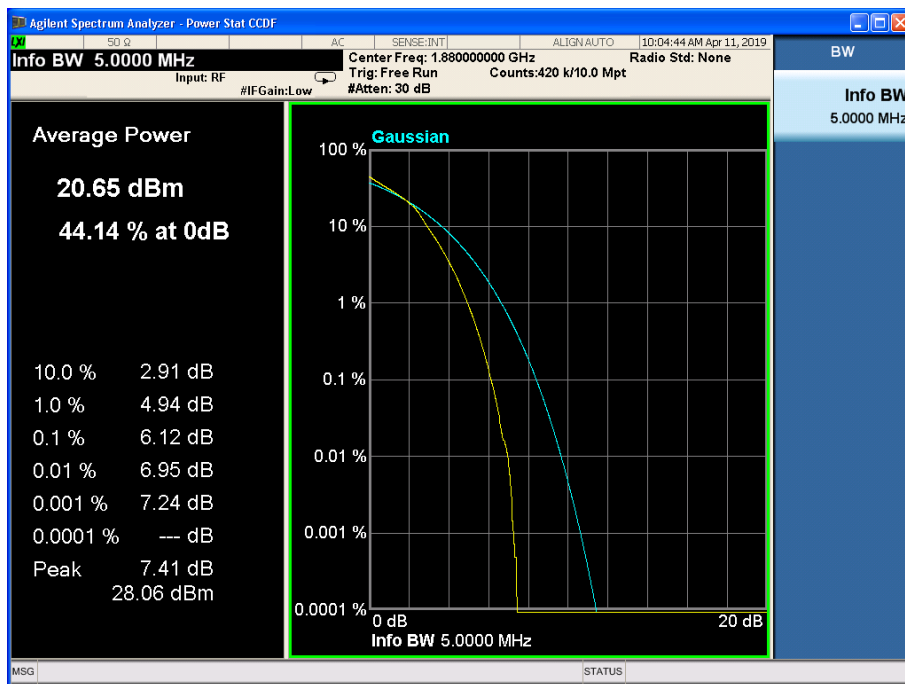 Agilent Spectrum Analyzer - Power Stat CCDF
LXI 50 Ω AC SENSE:INT ALIGN AUTO 10:04:44 AM Apr 11, 2019
Info BW 5.0000 MHz
Center Freq: 1.880000000 GHz Radio Std: None
Input: RF Trig: Free Run Counts:420 k/10.0 Mpt
#IFGain:Low #Atten: 30 dB
BW
Info BW
5.0000 MHz
Average Power
20.65 dBm
44.14 % at 0dB
10.0 % 2.91 dB
1.0 % 4.94 dB
0.1 % 6.12 dB
0.01 % 6.95 dB
0.001 % 7.24 dB
0.0001 % --- dB
Peak 7.41 dB
28.06 dBm
Gaussian
100 %
10 %
1 %
0.1 %
0.01 %
0.001 %
0.0001 %
0 dB 20 dB
Info BW 5.0000 MHz
MSG STATUS